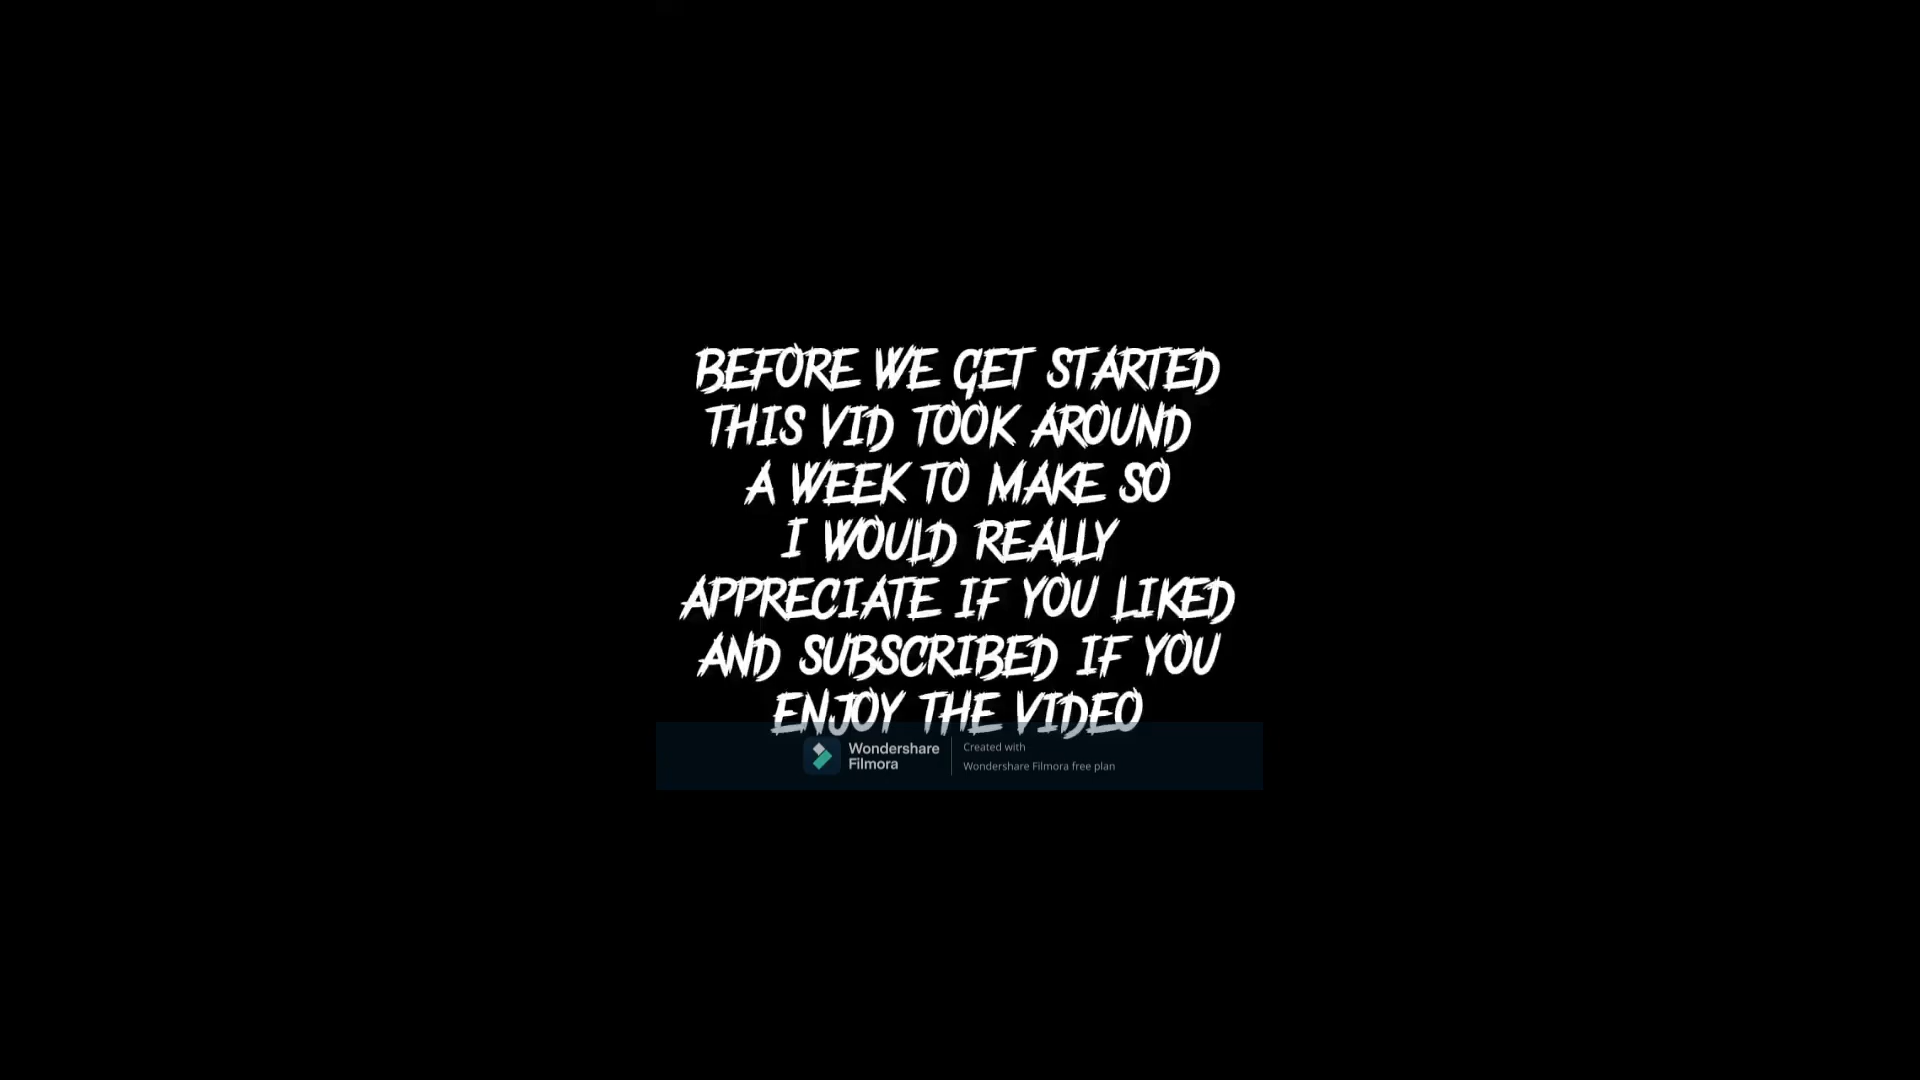 BEFORE WE GET STARTED
THIS VID TOOK AROUND
A WEEK TO MAKE SO
I WOULD REALLY
APPRECIATE IF YOU LIKED
AND SUBSCRIBED IF YOU
ENJOY THE VIDEO
Wondershare
Filmora
Created with
Wondershare Filmora free plan